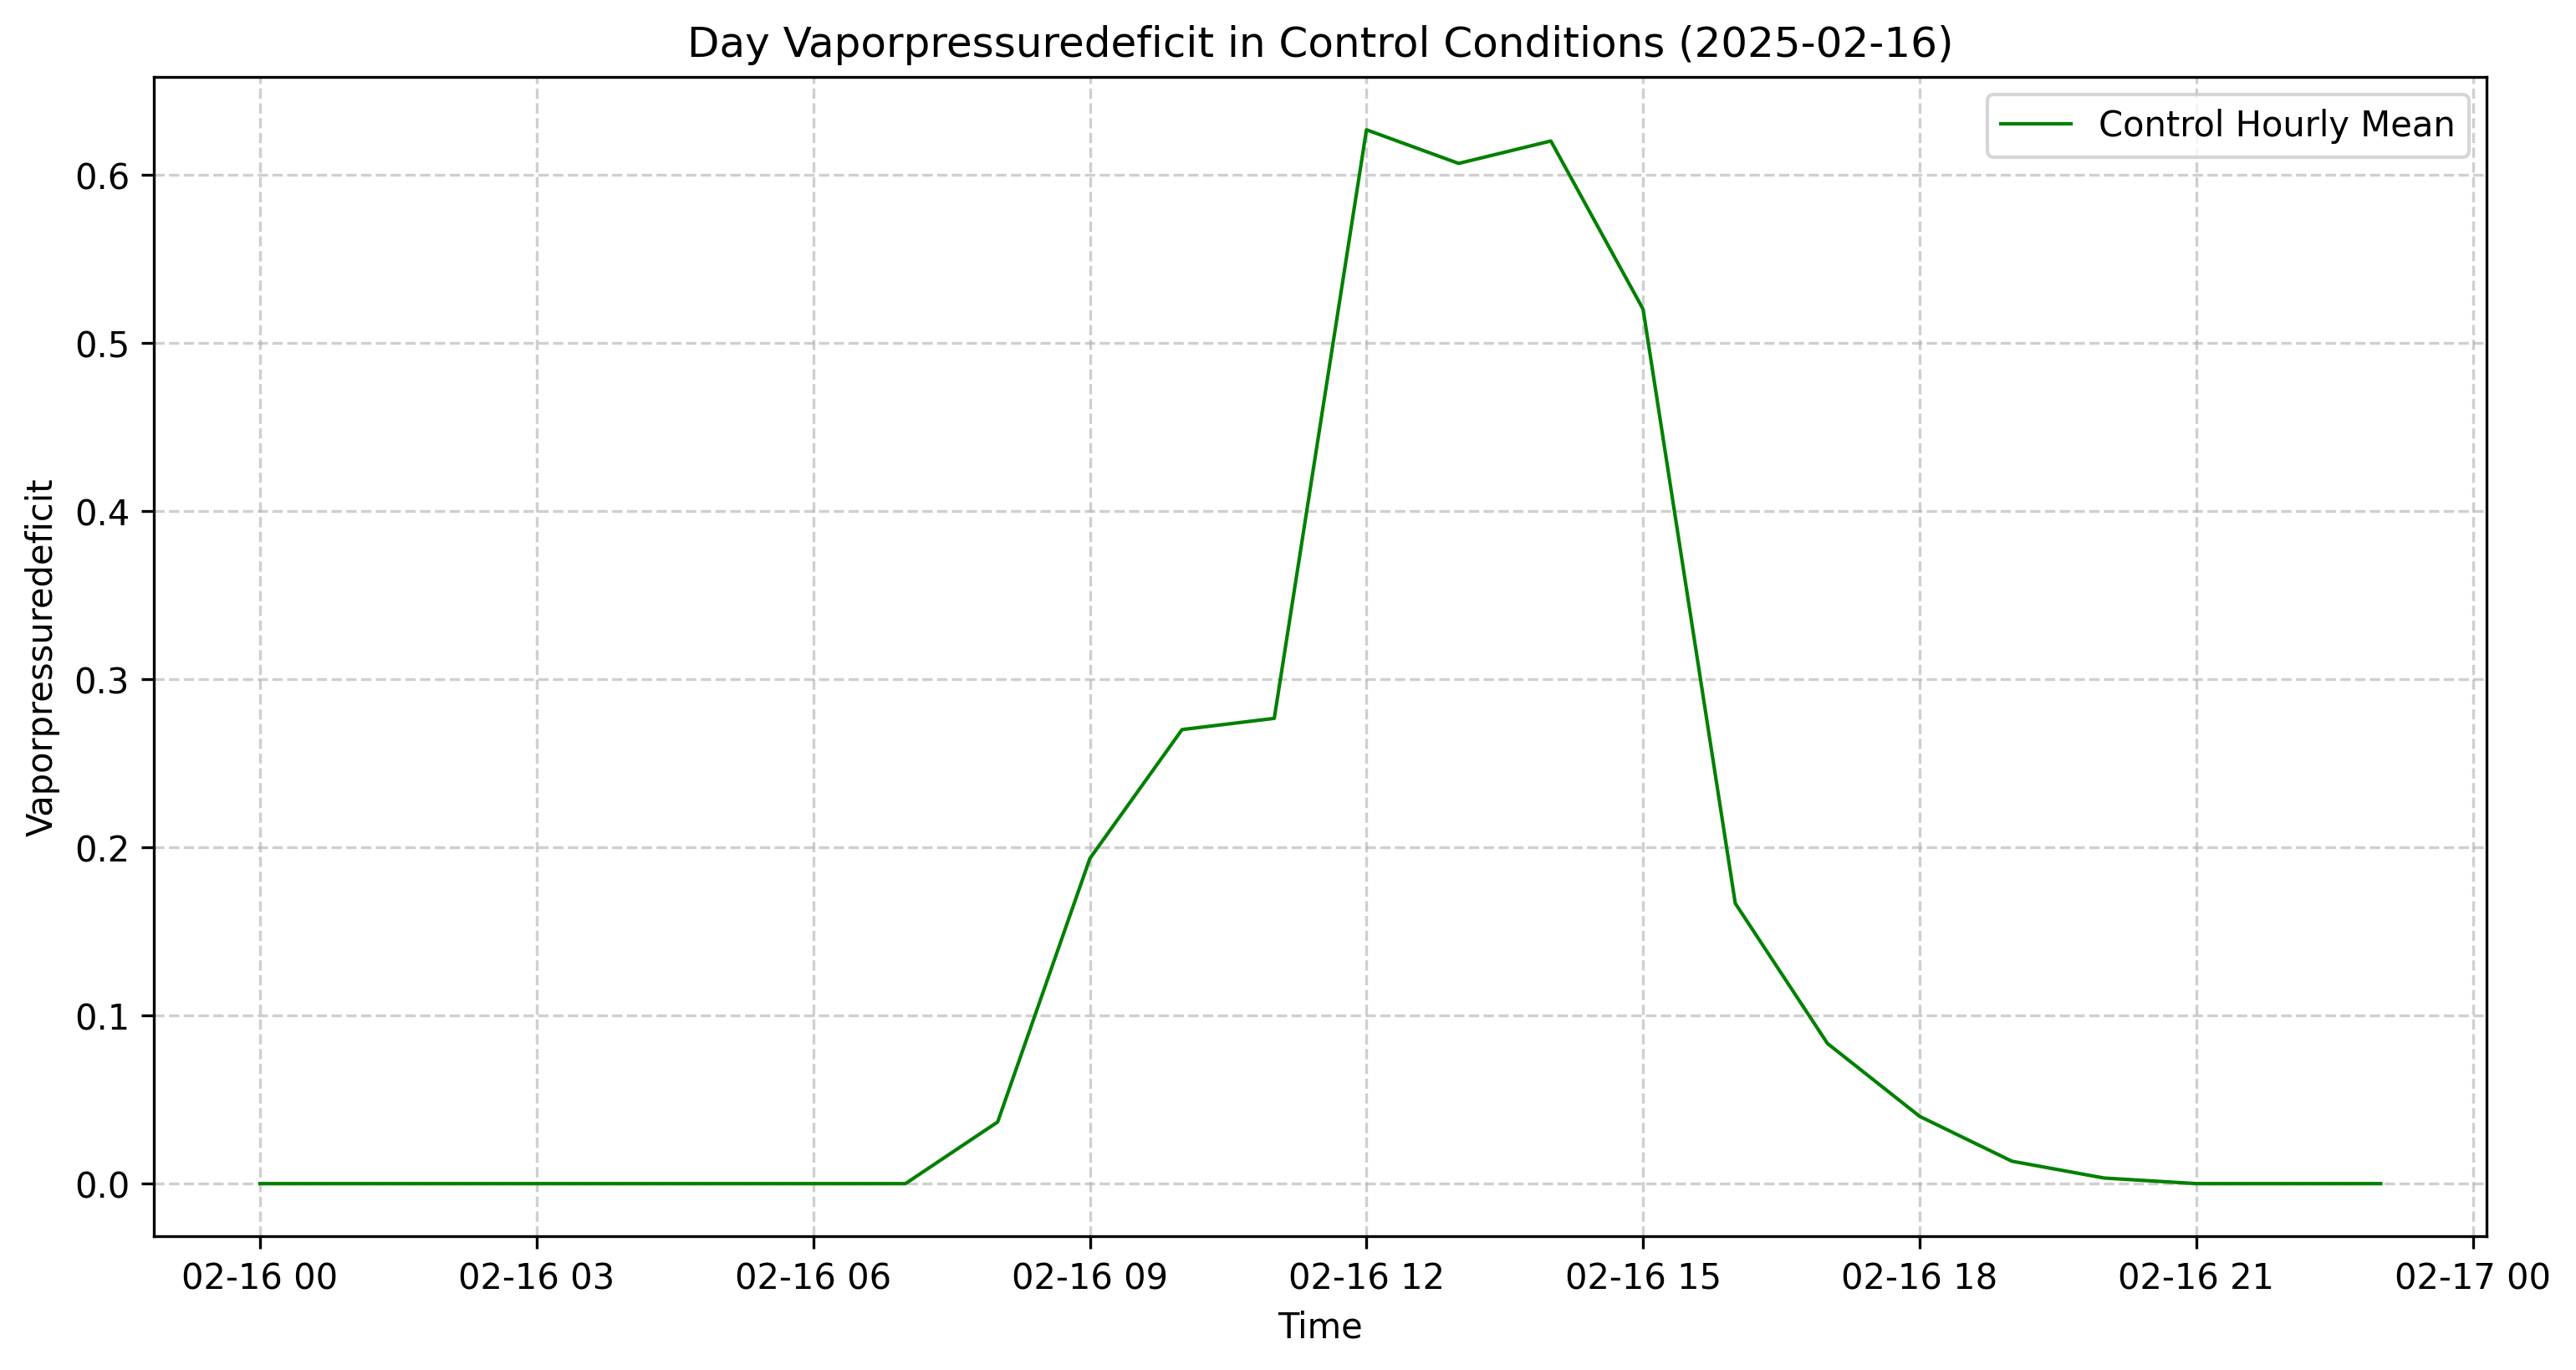 Day Vaporpressuredeficit in Control Conditions (2025-02-16)
Control Hourly Mean
Vaporpressuredeficit
0.6
0.5
0.4
0.3
0.2
0.1
0.0
02-16 00 02-16 03 02-16 06 02-16 09 02-16 12 02-16 15 02-16 18 02-16 21 02-17 00
Time